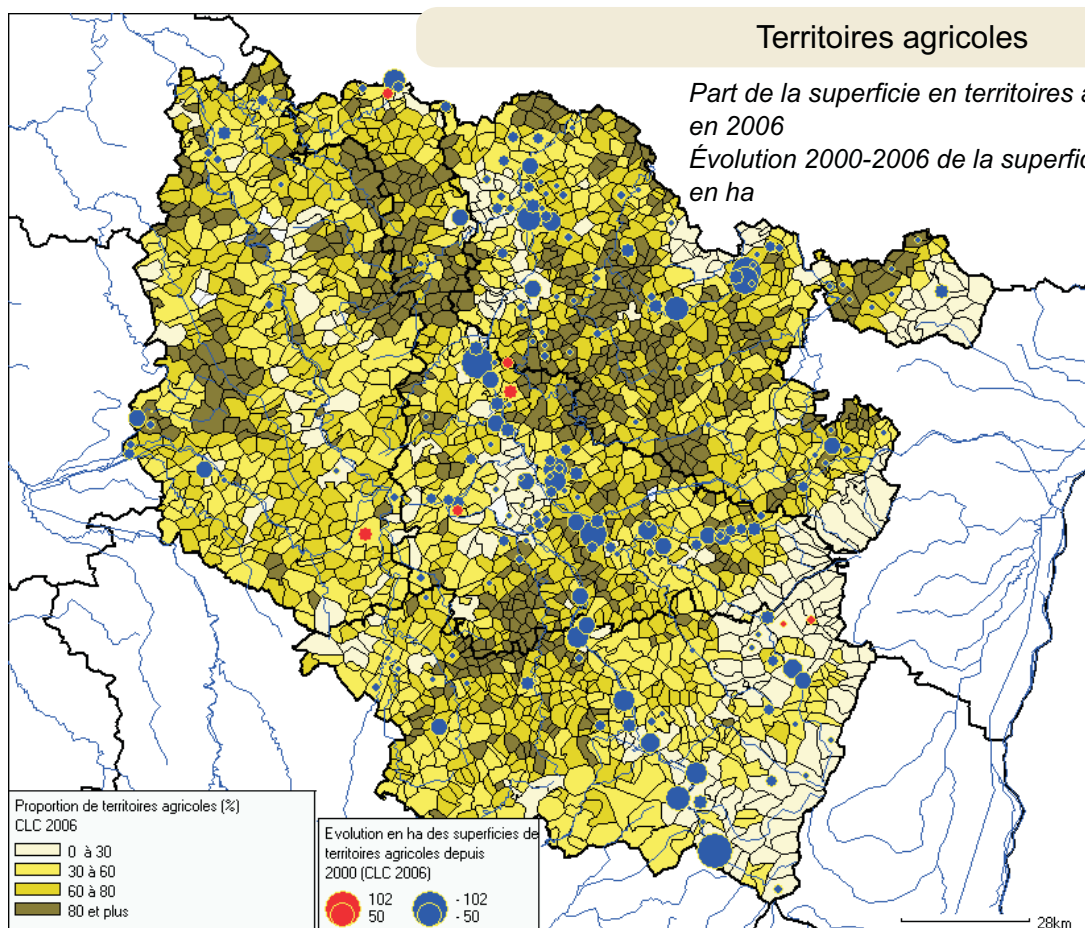 Territoires agricoles
Part de la superficie en territoires a
en 2006
Évolution 2000-2006 de la superfic
en ha
Proportion de territoires agricoles (%)
CLC 2006
0 à 30
30 à 60
60 à 80
80 et plus
Evolution en ha des superficies de
territoires agricoles depuis
2000 (CLC 2006)
102
50
- 102
- 50
28km